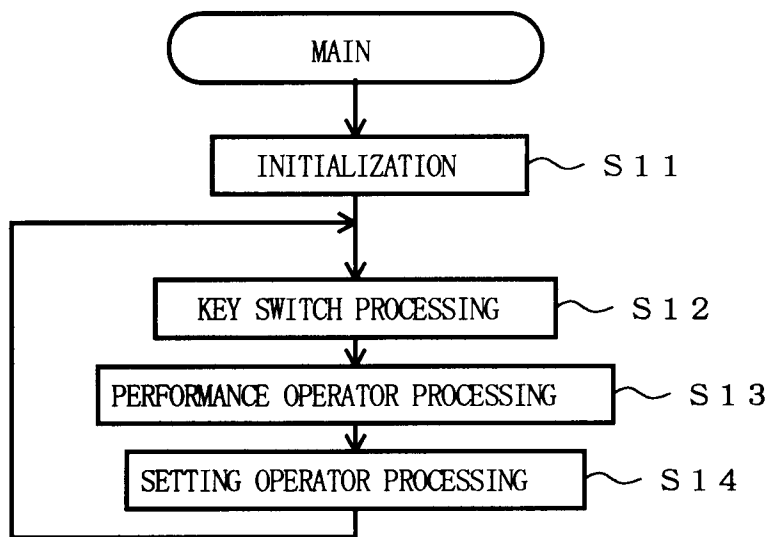 MAIN
INITIALIZATION S11
KEY SWITCH PROCESSING S12
PERFORMANCE OPERATOR PROCESSING S13
SETTING OPERATOR PROCESSING S14